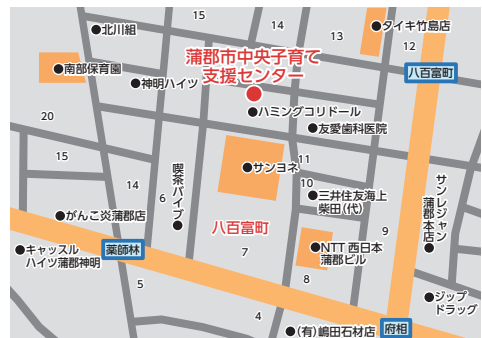 15
北川組
14
タイキ竹島店
13
12
蒲郡市中央子育て
支援センター
南部保育園
神明ハイツ
八百富町
ハミングコリドール
20
友愛歯科医院
15
11
サンヨネ
喫茶パイプ
14
10
6
三井住友海上
柴田(代)
サンレジャン
蒲郡本店
がんこ炎蒲郡店
八百富町
9
キャッスル
ハイツ蒲郡神明
薬師林
7
NTT 西日本
蒲郡ビル
5
8
ジップ
ドラッグ
4
(有)嶋田石材店
府相